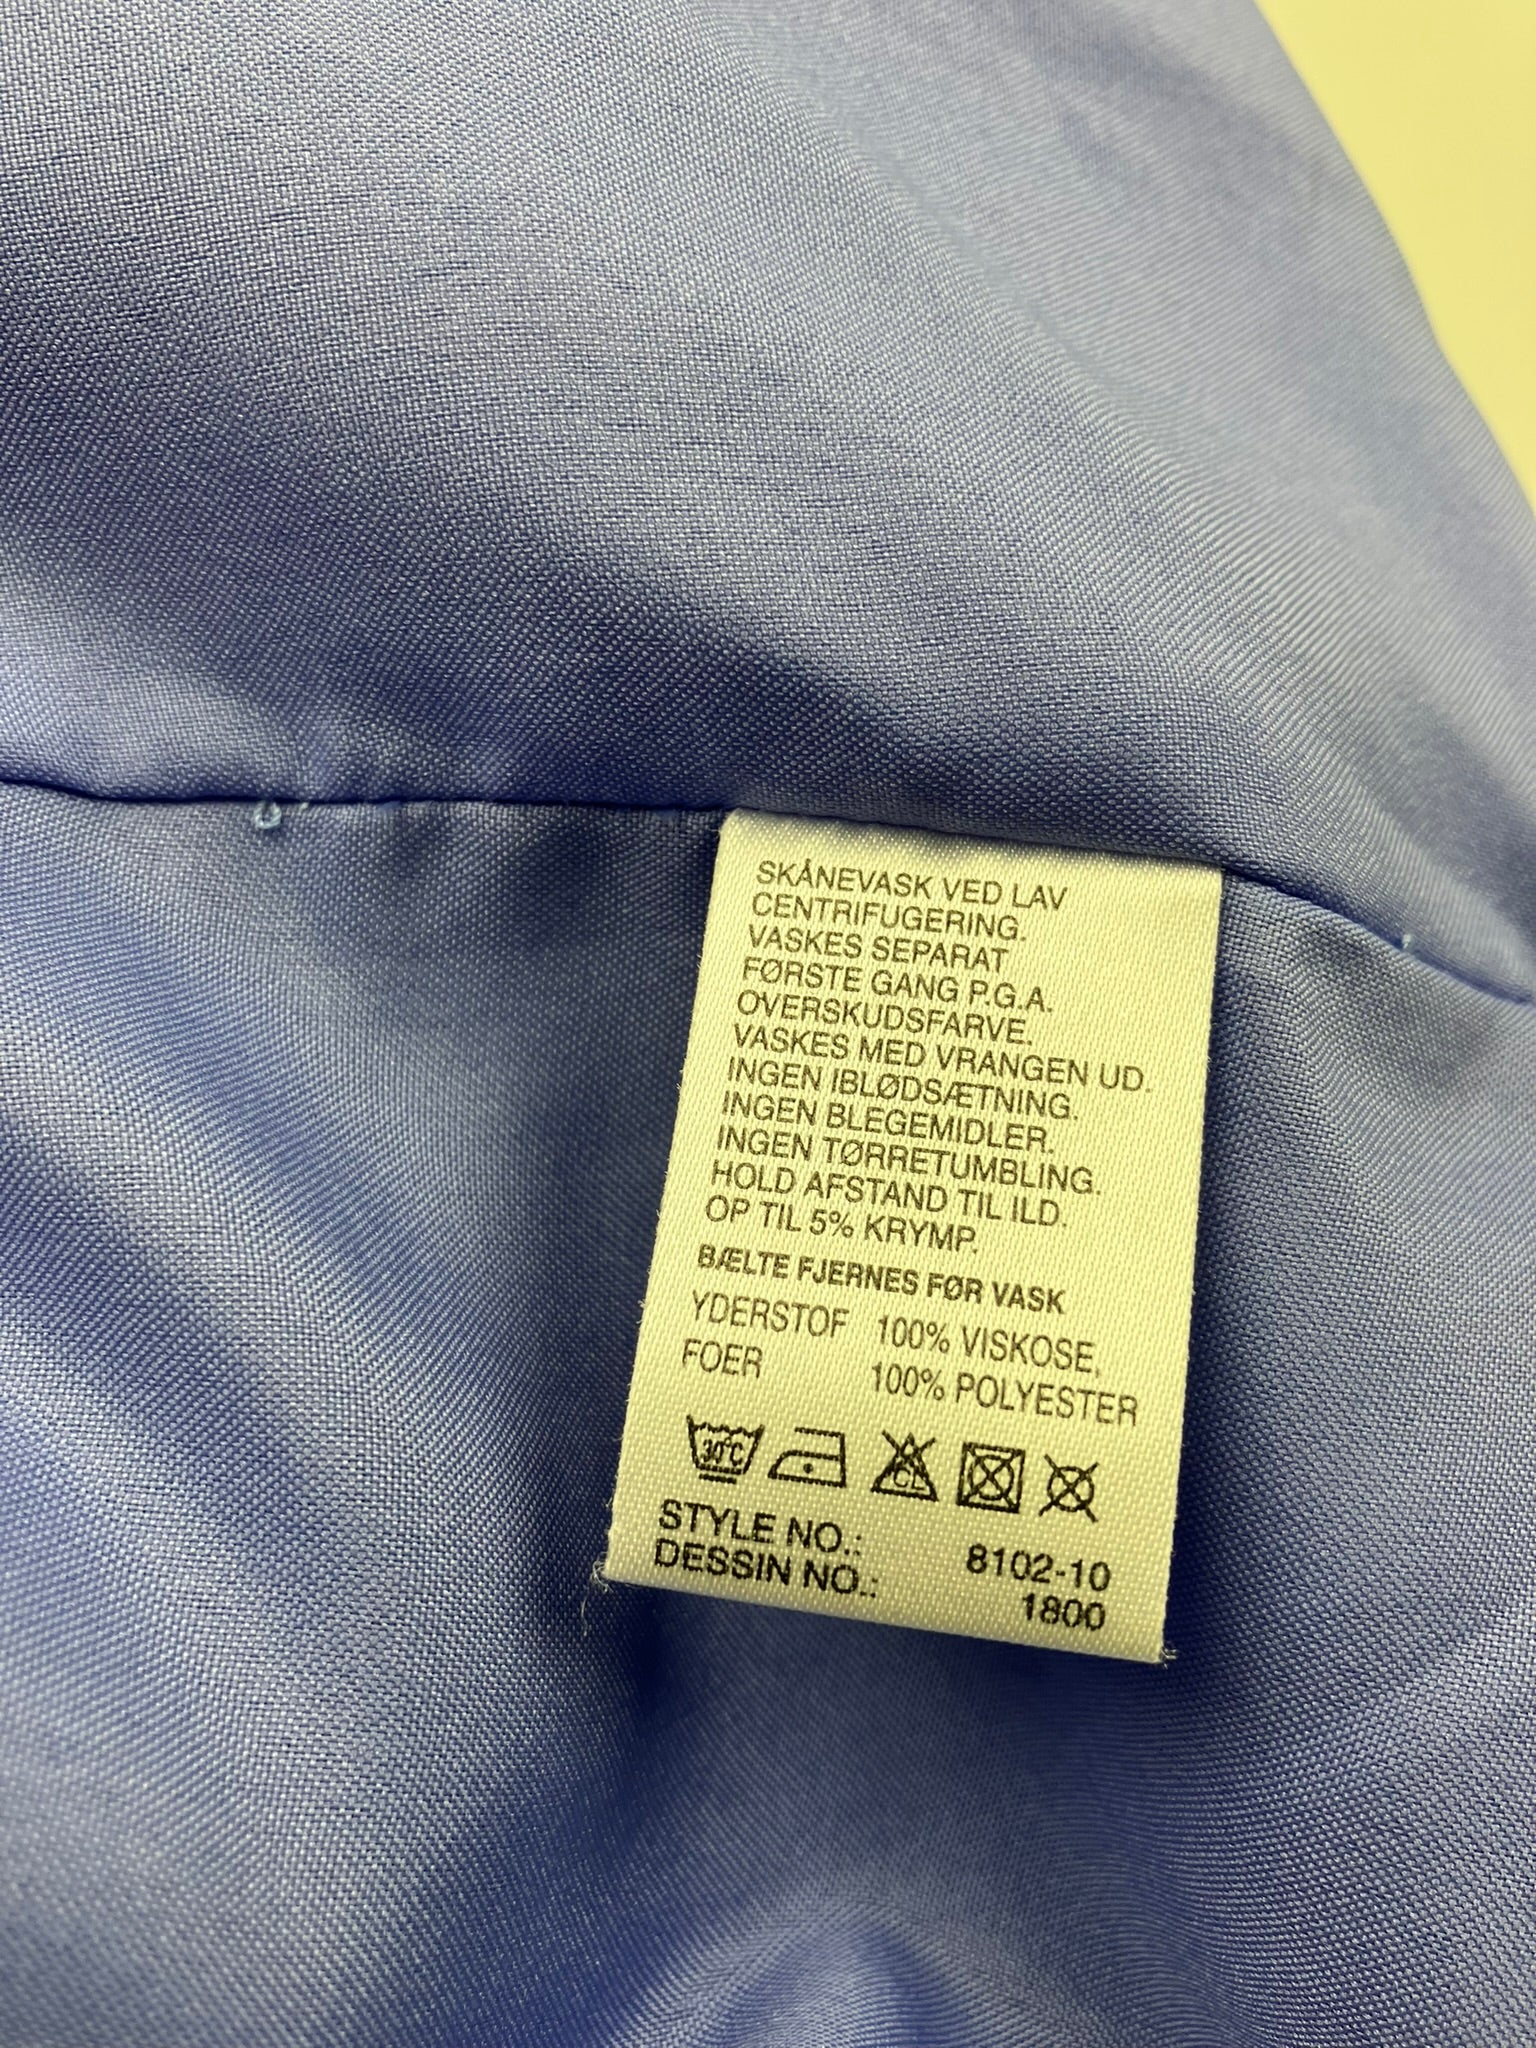 SKÅNEVASK VED LAV
CENTRIFUGERING.
VASKES SEPARAT
FØRSTE GANG P.G.A.
OVERSKUDSFARVE.
VASKES MED VRANGEN UD.
INGEN IBLØDSÆTNING.
INGEN BLEGEMIDLER.
INGEN TØRRETUMBLING.
HOLD AFSTAND TIL ILD.
OP TIL 5% KRYMP.
BÆLTE FJERNES FØR VASK
YDERSTOF 100% VISKOSE,
FOER 100% POLYESTER
30°C CL
STYLE NO.: 8102-10
DESSIN NO.: 1800